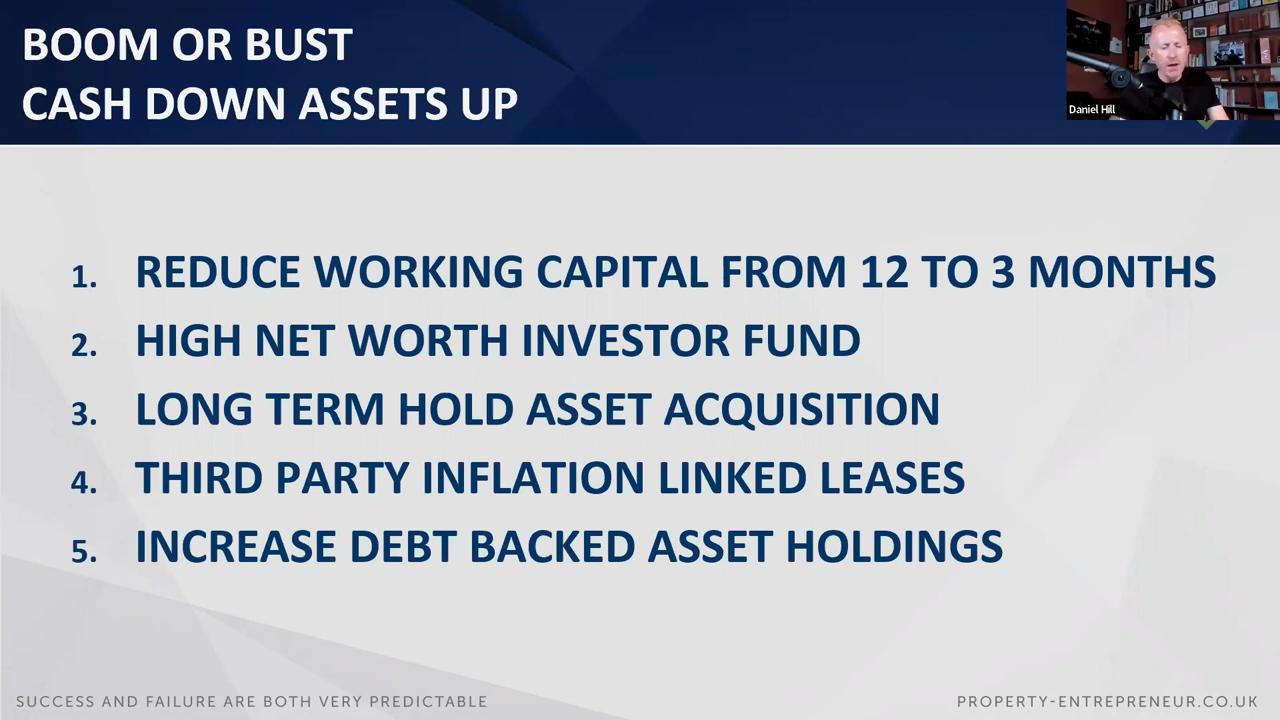 BOOM OR BUST
CASH DOWN ASSETS UP
Daniel Hill
1. REDUCE WORKING CAPITAL FROM 12 TO 3 MONTHS
2. HIGH NET WORTH INVESTOR FUND
3. LONG TERM HOLD ASSET ACQUISITION
4. THIRD PARTY INFLATION LINKED LEASES
5. INCREASE DEBT BACKED ASSET HOLDINGS
SUCCESS AND FAILURE ARE BOTH VERY PREDICTABLE
PROPERTY-ENTREPRENEUR.CO.UK